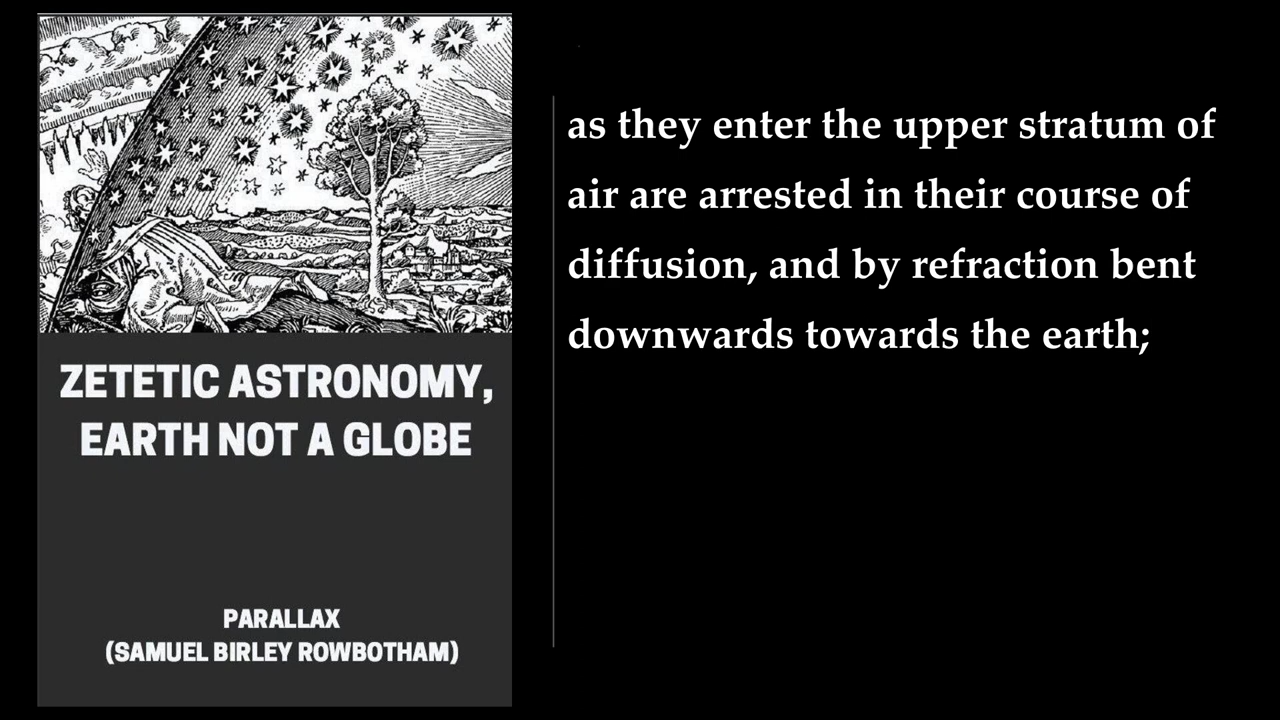 ZETETIC ASTRONOMY,
EARTH NOT A GLOBE
PARALLAX
(SAMUEL BIRLEY ROWBOTHAM)
as they enter the upper stratum of
air are arrested in their course of
diffusion, and by refraction bent
downwards towards the earth;